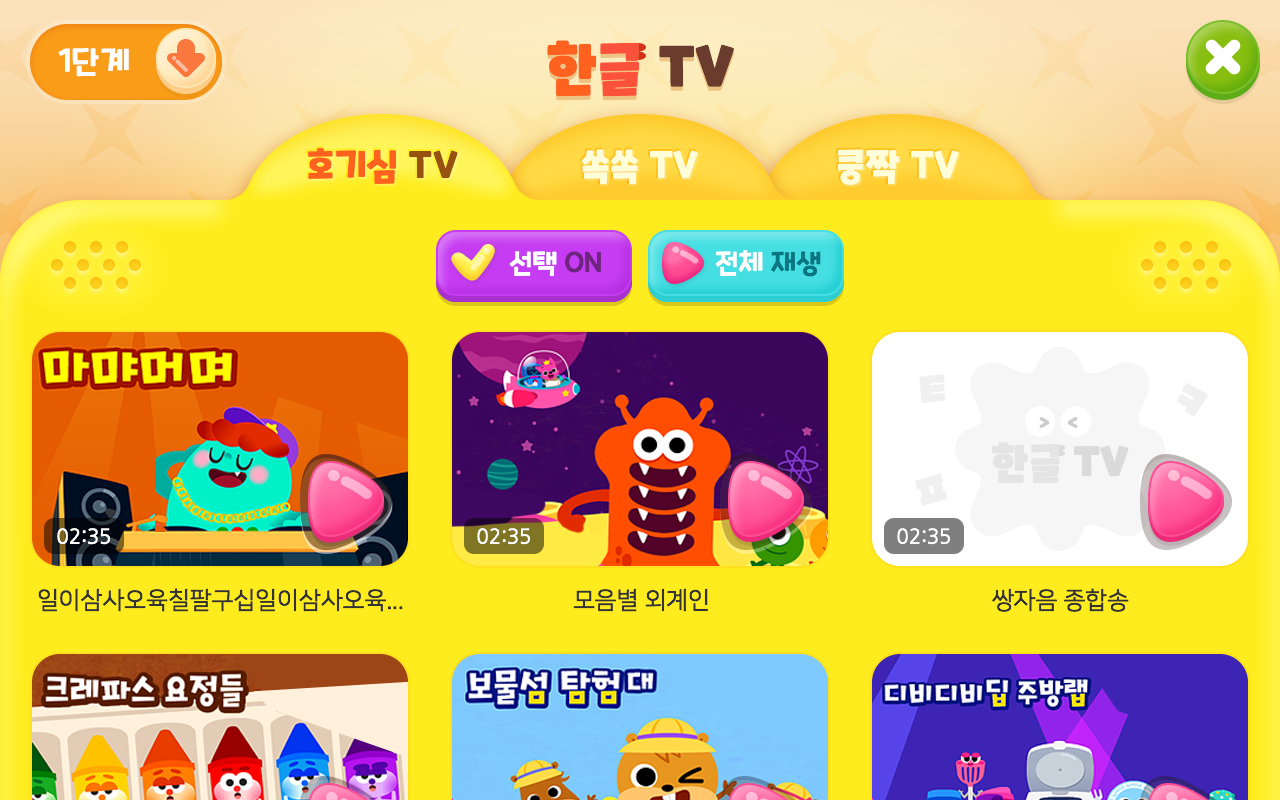 1단계
한글 TV
호기심 TV
쏙쏙 TV
쿵짝 TV
선택 ON
전체 재생
마먀머며
02:35
02:35
ㅌ
ㅋ
한글 TV
ㅍ
02:35
일이삼사오육칠팔구십일이삼사오육...
모음별 외계인
쌍자음 종합송
크레파스 요정들
보물섬 탐험대
디비디비딥 주방랩